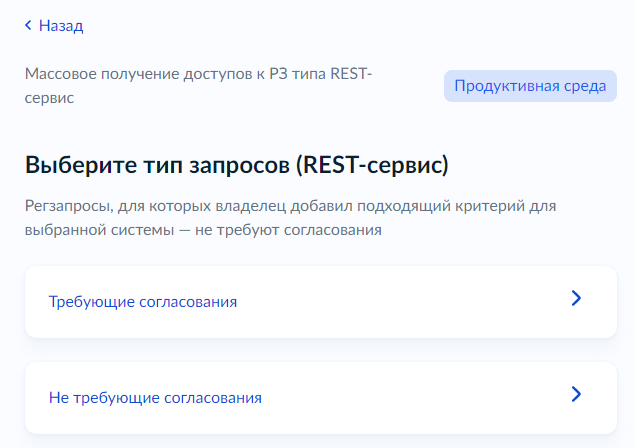 Назад
Массовое получение доступов к РЗ типа REST-
сервис
Продуктивная среда
Выберите тип запросов (REST-сервис)
Регзапросы, для которых владелец добавил подходящий критерий для
выбранной системы — не требуют согласования
Требующие согласования
Не требующие согласования